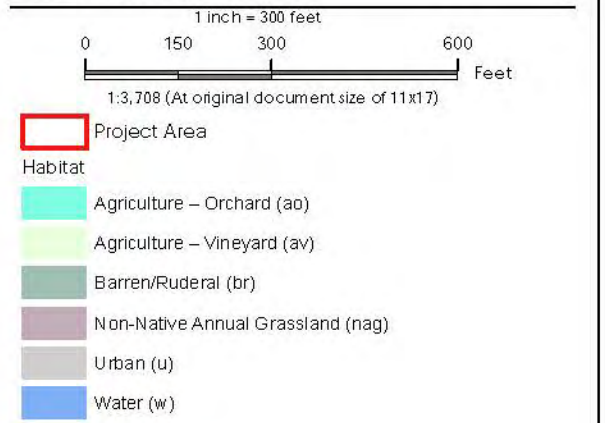 1 inch = 300 feet
0 150 300 600
Feet
1:3,708 (At original document size of 11x17)
Project Area
Habitat
Agriculture – Orchard (ao)
Agriculture – Vineyard (av)
Barren/Ruderal (br)
Non-Native Annual Grassland (nag)
Urban (u)
Water (w)